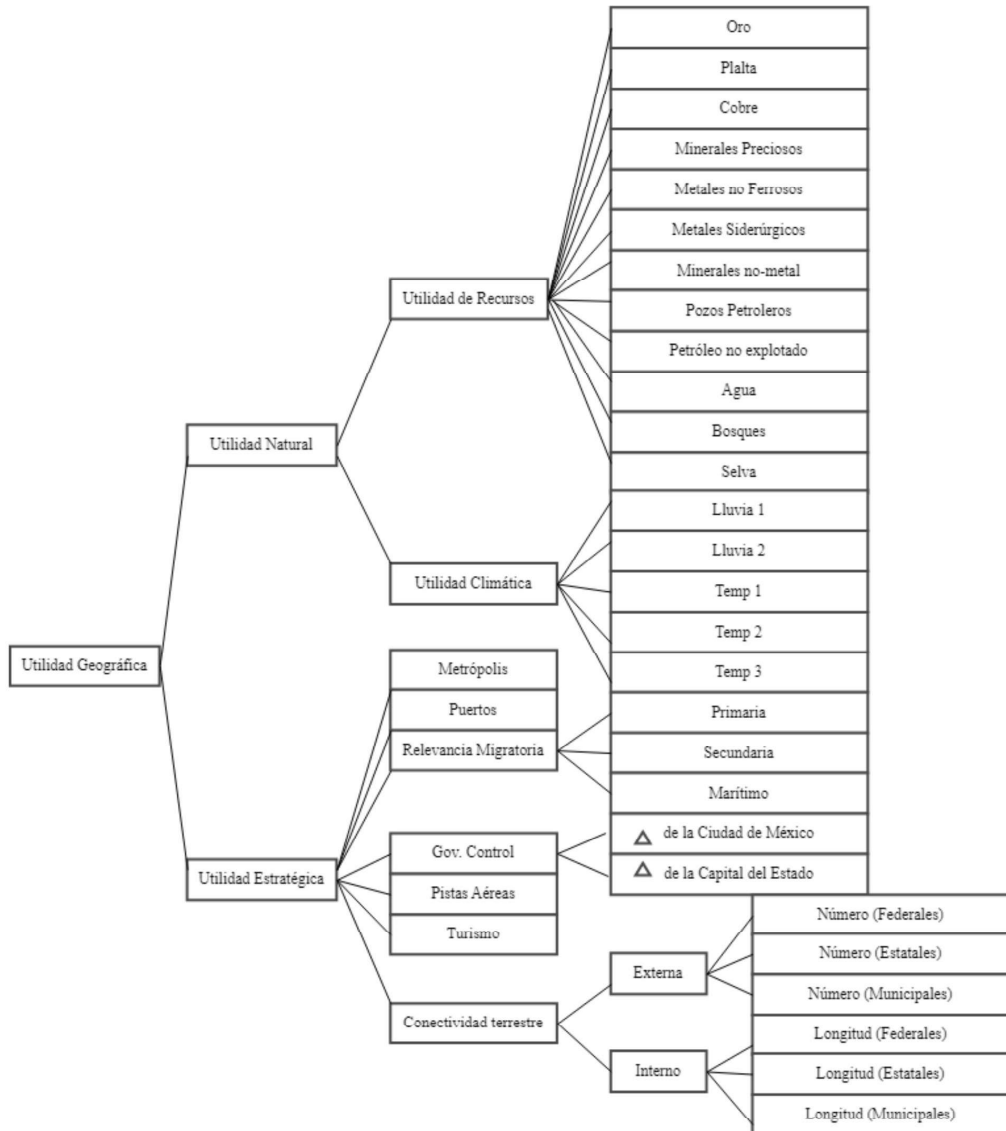 Oro
Plalta
Cobre
Minerales Preciosos
Metales no Ferrosos
Metales Siderúrgicos
Minerales no-metal
Utilidad de Recursos
Pozos Petroleros
Petróleo no explotado
Agua
Bosques
Utilidad Natural
Selva
Lluvia 1
Lluvia 2
Utilidad Climática
Temp 1
Temp 2
Utilidad Geográfica
Metrópolis
Temp 3
Puertos
Primaria
Relevancia Migratoria
Secundaria
Marítimo
Gov. Control
△ de la Ciudad de México
△ de la Capital del Estado
Utilidad Estratégica
Pistas Aéreas
Turismo
Número (Federales)
Externa
Número (Estatales)
Número (Municipales)
Conectividad terrestre
Longitud (Federales)
Interno
Longitud (Estatales)
Longitud (Municipales)